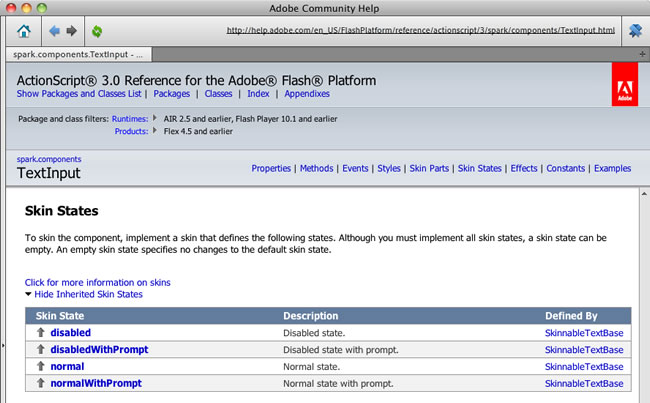 Adobe Community Help
http://help.adobe.com/en_US/FlashPlatform/reference/actionscript/3/spark/components/TextInput.html
spark.components.TextInput - ...
ActionScript® 3.0 Reference for the Adobe® Flash® Platform
Show Packages and Classes List | Packages | Classes | Index | Appendixes
Adobe
Package and class filters: Runtimes: AIR 2.5 and earlier, Flash Player 10.1 and earlier
Products: Flex 4.5 and earlier
spark.components
TextInput
Properties | Methods | Events | Styles | Skin Parts | Skin States | Effects | Constants | Examples
Skin States
To skin the component, implement a skin that defines the following states. Although you must implement all skin states, a skin state can be
empty. An empty skin state specifies no changes to the default skin state.
Click for more information on skins
Hide Inherited Skin States
Skin State Description Defined By
disabled Disabled state. SkinnableTextBase
disabledWithPrompt Disabled state with prompt. SkinnableTextBase
normal Normal state. SkinnableTextBase
normalWithPrompt Normal state with prompt. SkinnableTextBase